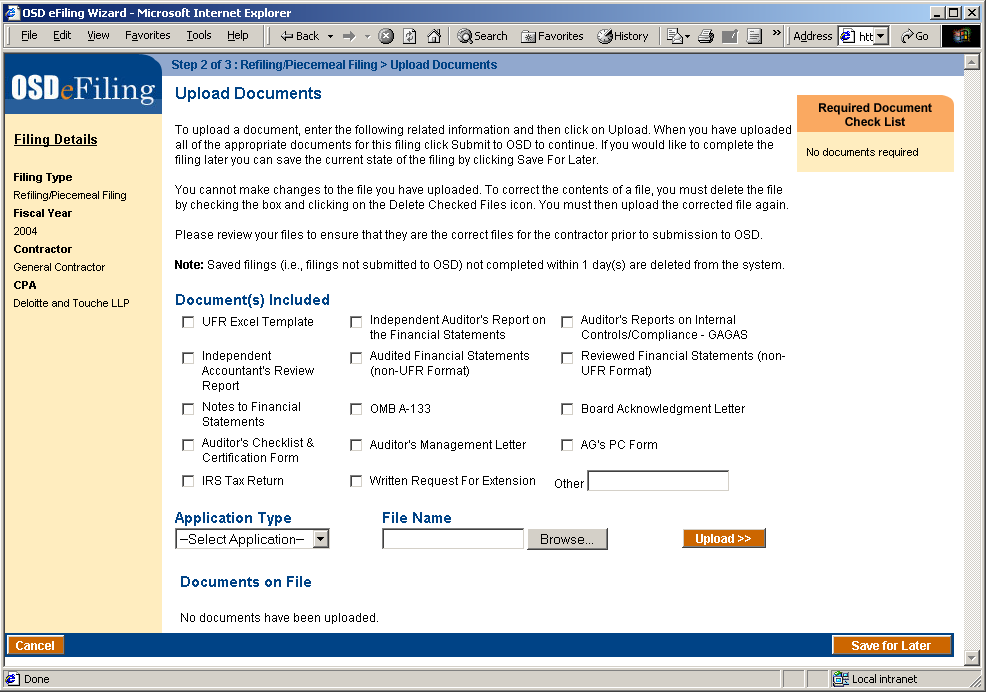 OSD eFiling Wizard - Microsoft Internet Explorer
File Edit View Favorites Tools Help
Back Search Favorites History » Address htt Go
OSDeFiling
Step 2 of 3 : Refiling/Piecemeal Filing > Upload Documents
Filing Details
Filing Type
Refiling/Piecemeal Filing
Fiscal Year
2004
Contractor
General Contractor
CPA
Deloitte and Touche LLP
Upload Documents
To upload a document, enter the following related information and then click on Upload. When you have uploaded
all of the appropriate documents for this filing click Submit to OSD to continue. If you would like to complete the
filing later you can save the current state of the filing by clicking Save For Later.
You cannot make changes to the file you have uploaded. To correct the contents of a file, you must delete the file
by checking the box and clicking on the Delete Checked Files icon. You must then upload the corrected file again.
Please review your files to ensure that they are the correct files for the contractor prior to submission to OSD.
Note: Saved filings (i.e., filings not submitted to OSD) not completed within 1 day(s) are deleted from the system.
Required Document
Check List
No documents required
Document(s) Included
UFR Excel Template
Independent Auditor's Report on
the Financial Statements
Auditor's Reports on Internal
Controls/Compliance - GAGAS
Independent
Accountant's Review
Report
Audited Financial Statements
(non-UFR Format)
Reviewed Financial Statements (non-
UFR Format)
Notes to Financial
Statements
OMB A-133
Board Acknowledgment Letter
Auditor's Checklist &
Certification Form
Auditor's Management Letter
AG's PC Form
IRS Tax Return
Written Request For Extension
Other
Application Type
--Select Application--
File Name
Browse...
Upload >>
Documents on File
No documents have been uploaded.
Cancel
Save for Later
Done
Local intranet